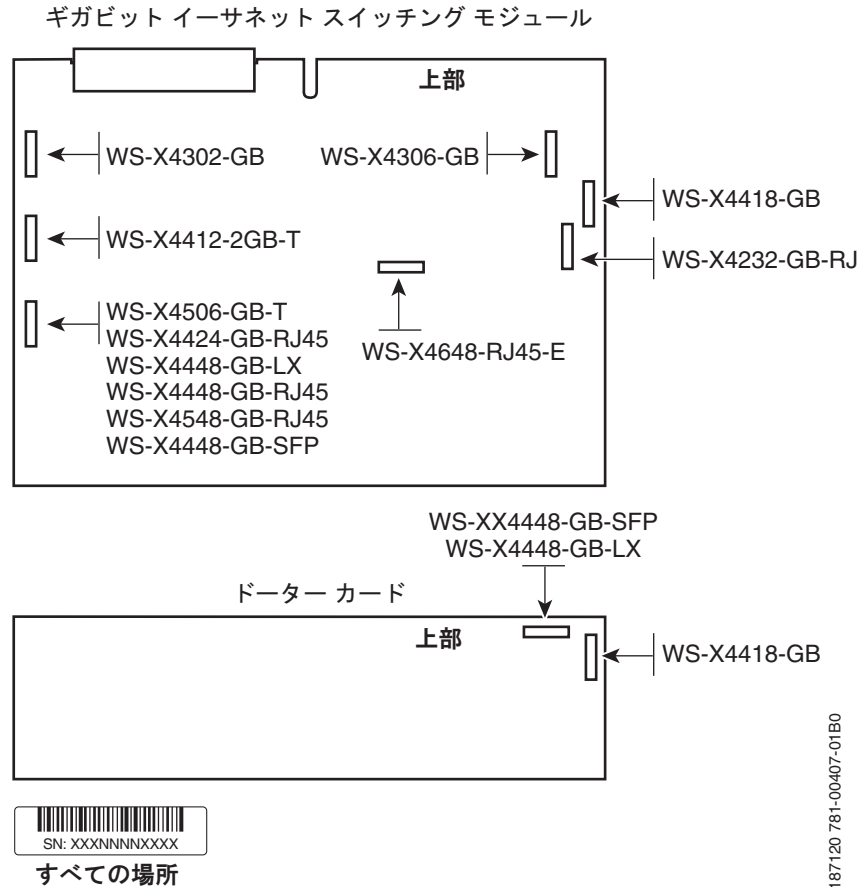 ギガビット イーサネット スイッチング モジュール
上部
WS-X4302-GB
WS-X4306-GB
WS-X4418-GB
WS-X4412-2GB-T
WS-X4232-GB-RJ
WS-X4506-GB-T
WS-X4424-GB-RJ45
WS-X4448-GB-LX
WS-X4448-GB-RJ45
WS-X4548-GB-RJ45
WS-X4448-GB-SFP
WS-X4648-RJ45-E
WS-XX4448-GB-SFP
WS-X4448-GB-LX
ドーター カード
上部
WS-X4418-GB
SN: XXXNNNNXXXX
すべての場所
187120 781-00407-01B0